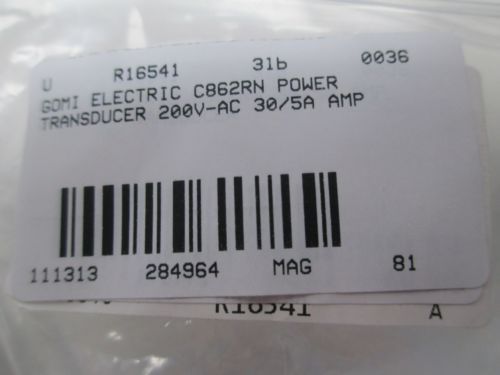 U R16541 31b 0036
GOMI ELECTRIC C862RN POWER
TRANSDUCER 200V-AC 30/5A AMP
111313 284964 MAG 81
R16541
A